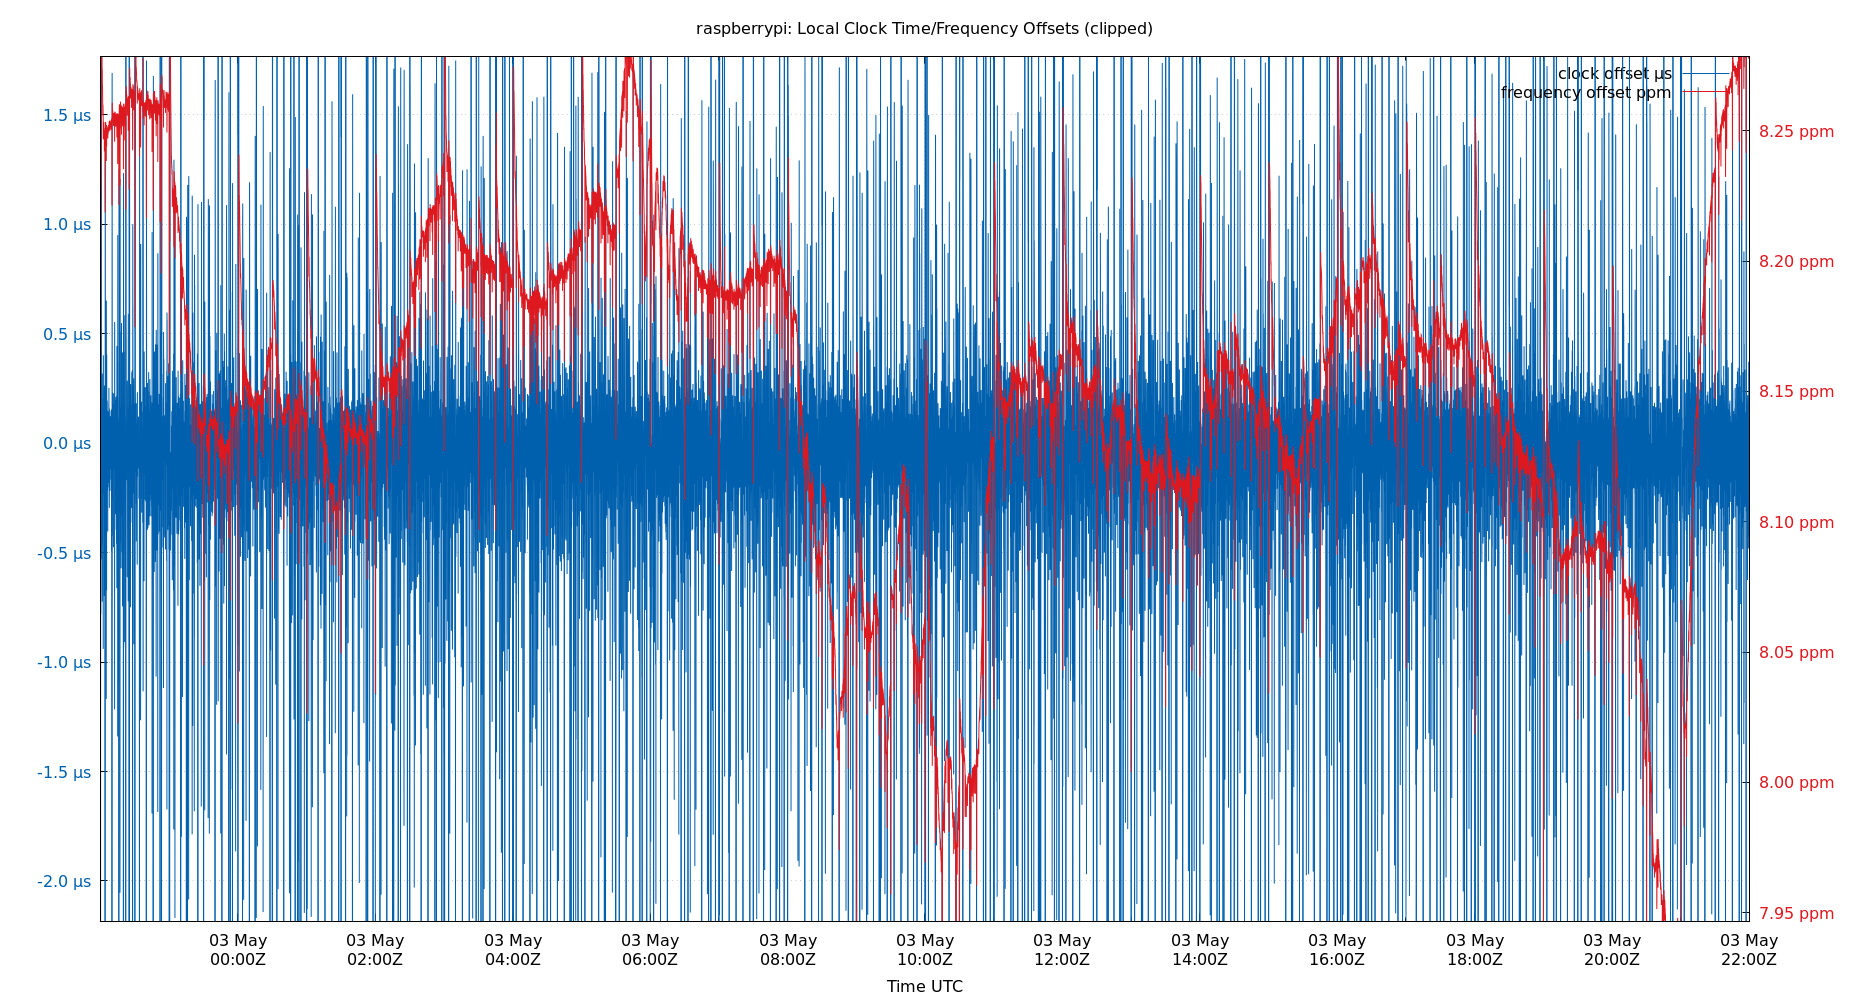 raspberrypi: Local Clock Time/Frequency Offsets (clipped)
clock offset µs
frequency offset ppm
1.5 µs
1.0 µs
0.5 µs
0.0 µs
-0.5 µs
-1.0 µs
-1.5 µs
-2.0 µs
8.25 ppm
8.20 ppm
8.15 ppm
8.10 ppm
8.05 ppm
8.00 ppm
7.95 ppm
03 May 03 May 03 May 03 May 03 May 03 May 03 May 03 May 03 May 03 May 03 May 03 May
00:00Z 02:00Z 04:00Z 06:00Z 08:00Z 10:00Z 12:00Z 14:00Z 16:00Z 18:00Z 20:00Z 22:00Z
Time UTC